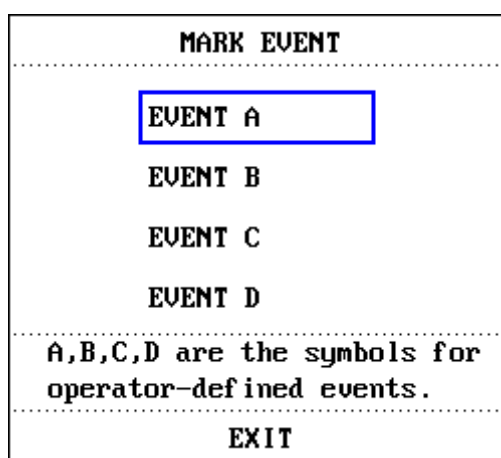 MARK EVENT
EVENT A
EVENT B
EVENT C
EVENT D
A,B,C,D are the symbols for
operator-defined events.
EXIT